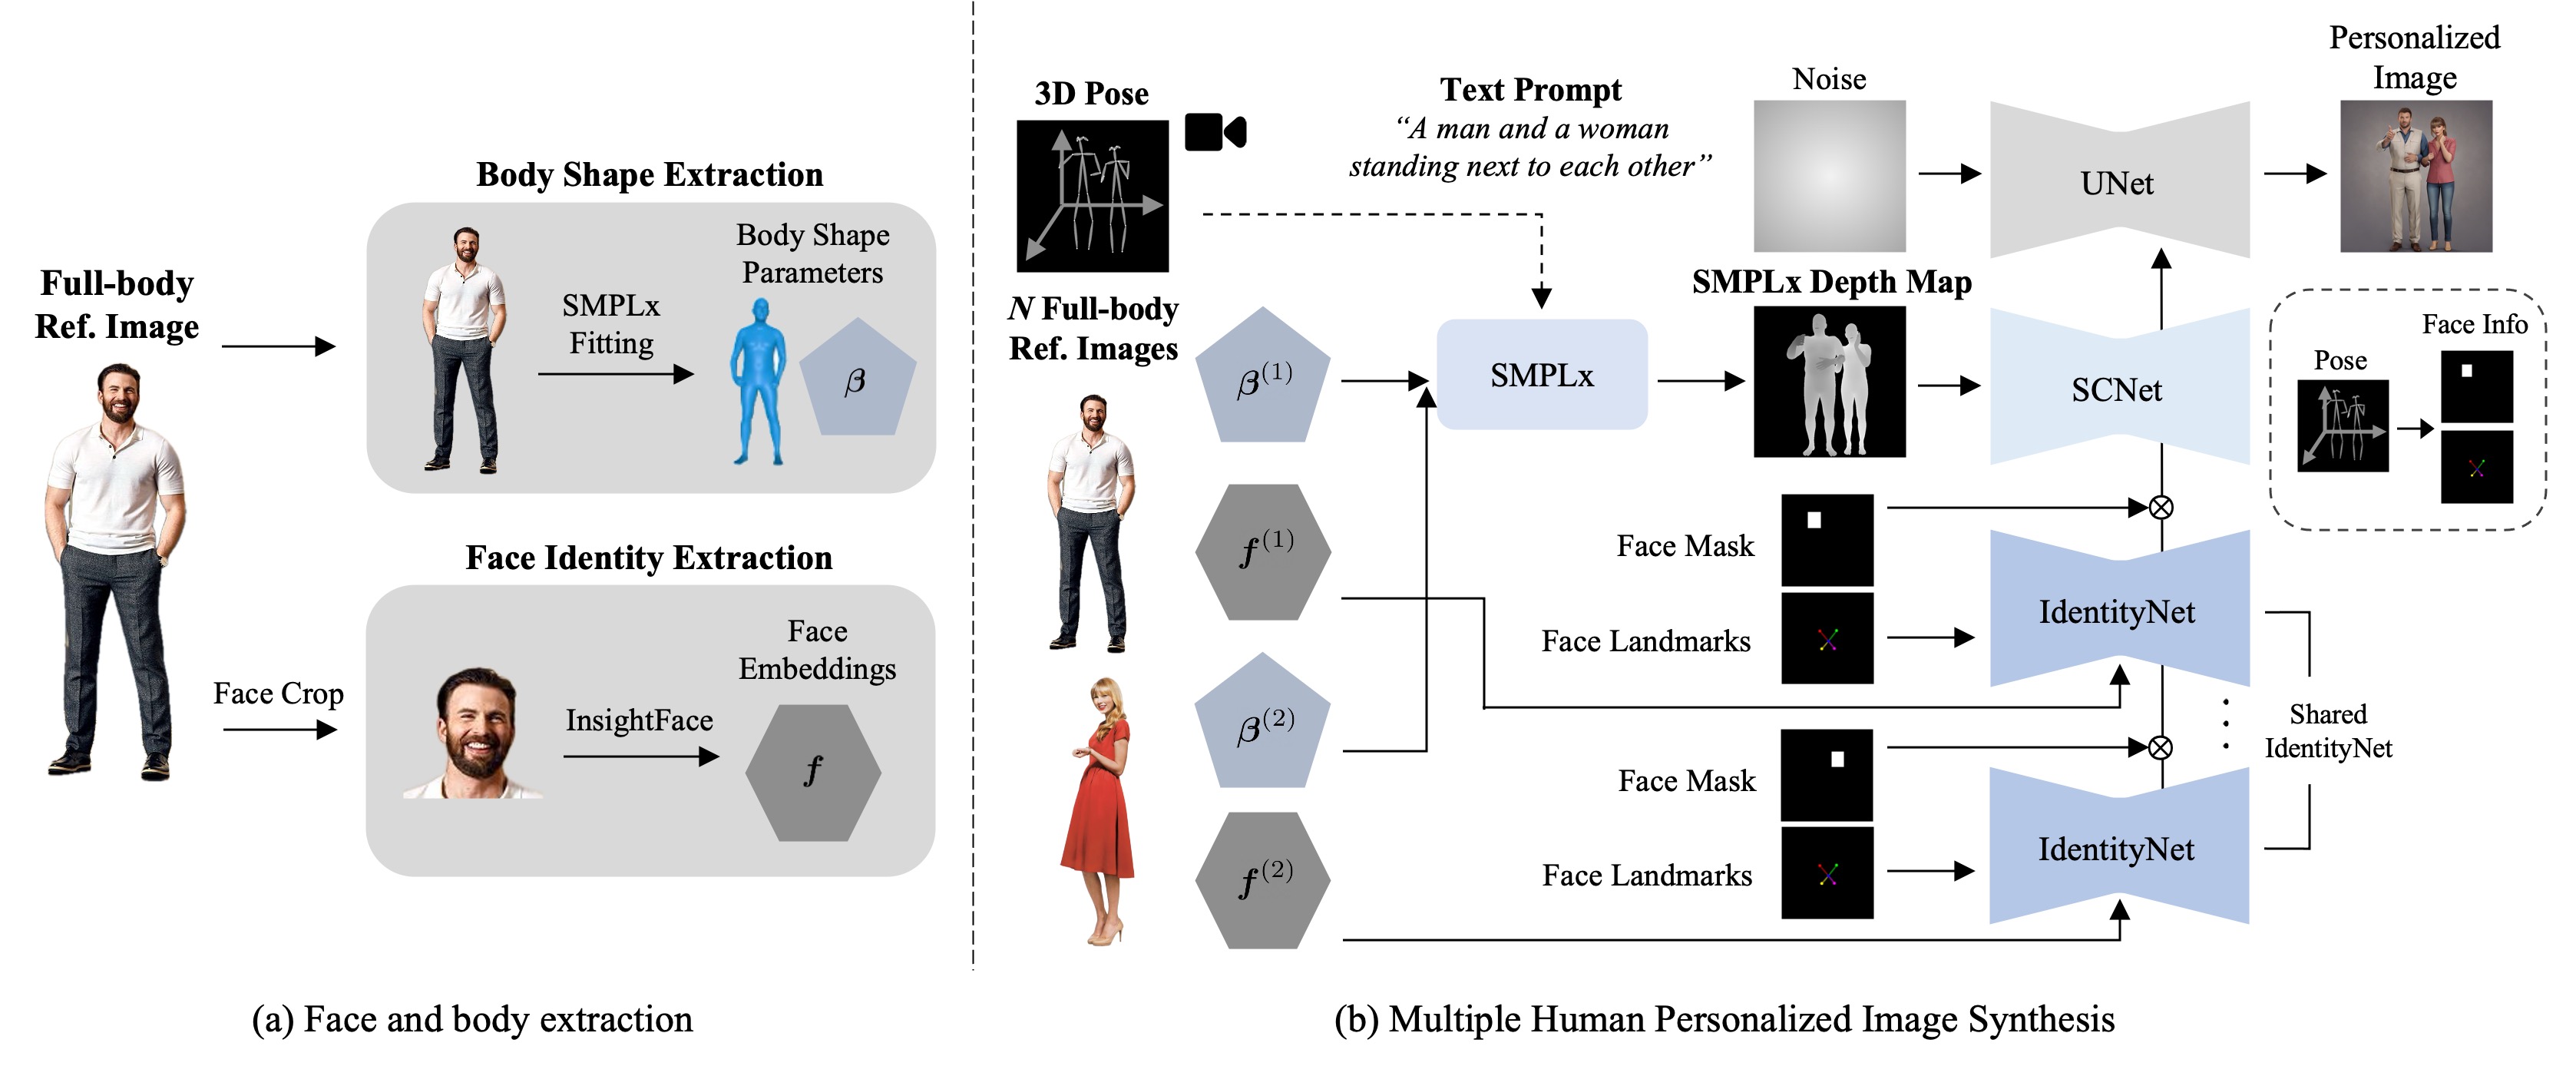 Full-body
Ref. Image
Face Crop
Body Shape Extraction
SMPLx
Fitting
Body Shape
Parameters
β
Face Identity Extraction
InsightFace
Face
Embeddings
f
(a) Face and body extraction
3D Pose
N Full-body
Ref. Images
Text Prompt
“A man and a woman
standing next to each other”
β(1)
f(1)
β(2)
f(2)
SMPLx
Noise
SMPLx Depth Map
Face Mask
Face Landmarks
Face Mask
Face Landmarks
UNet
SCNet
IdentityNet
IdentityNet
Shared
IdentityNet
Personalized
Image
Pose
Face Info
(b) Multiple Human Personalized Image Synthesis